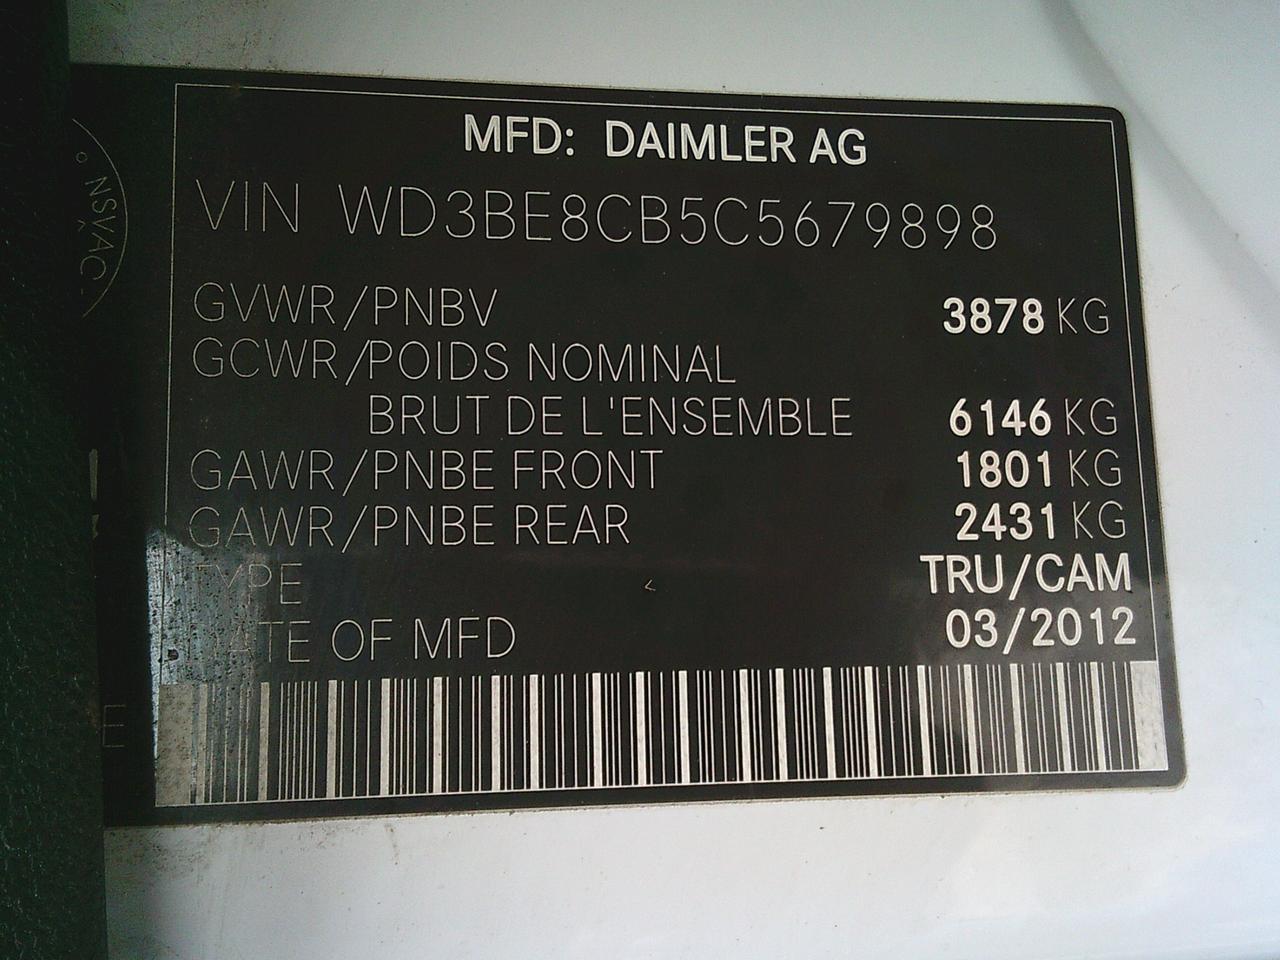 MFD: DAIMLER AG
VIN WD3BE8CB5C5679898
GVWR/PNBV 3878 KG
GCWR/POIDS NOMINAL
BRUT DE L'ENSEMBLE 6146 KG
GAWR/PNBE FRONT 1801 KG
GAWR/PNBE REAR 2431 KG
TYPE TRU/CAM
DATE OF MFD 03/2012